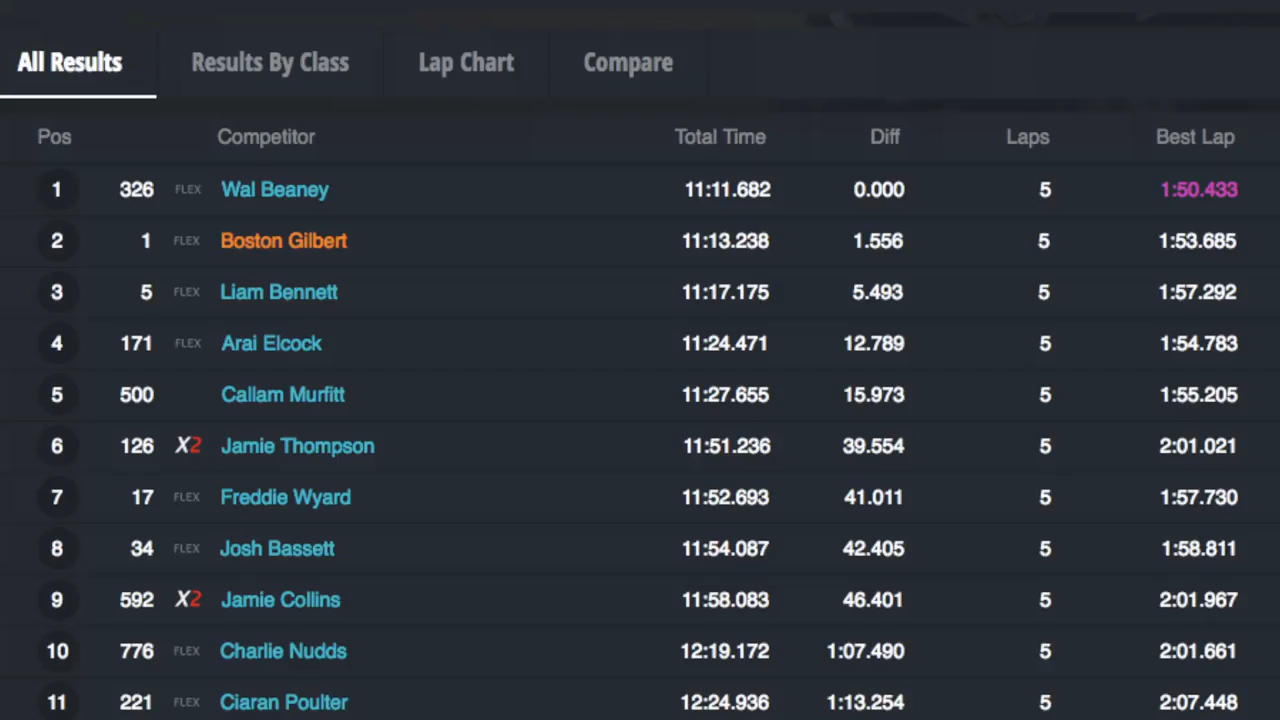 All Results Results By Class Lap Chart Compare
Pos Competitor Total Time Diff Laps Best Lap
1 326 FLEX Wal Beaney 11:11.682 0.000 5 1:50.433
2 1 FLEX Boston Gilbert 11:13.238 1.556 5 1:53.685
3 5 FLEX Liam Bennett 11:17.175 5.493 5 1:57.292
4 171 FLEX Arai Elcock 11:24.471 12.789 5 1:54.783
5 500 Callam Murfitt 11:27.655 15.973 5 1:55.205
6 126 X2 Jamie Thompson 11:51.236 39.554 5 2:01.021
7 17 FLEX Freddie Wyard 11:52.693 41.011 5 1:57.730
8 34 FLEX Josh Bassett 11:54.087 42.405 5 1:58.811
9 592 X2 Jamie Collins 11:58.083 46.401 5 2:01.967
10 776 FLEX Charlie Nudds 12:19.172 1:07.490 5 2:01.661
11 221 FLEX Ciaran Poulter 12:24.936 1:13.254 5 2:07.448